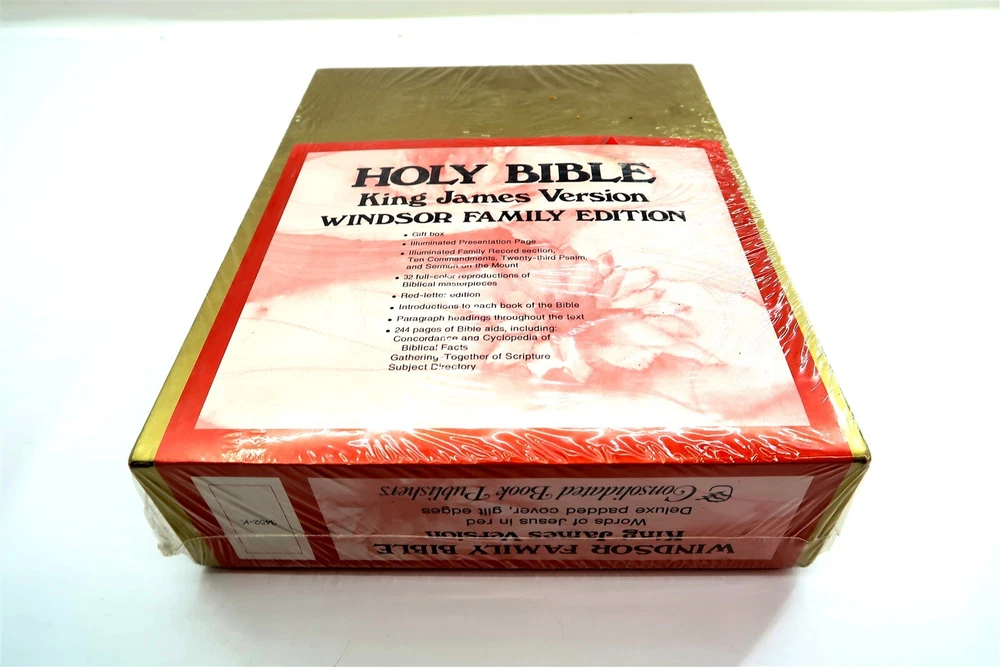 HOLY BIBLE
King James Version
WINDSOR FAMILY EDITION
• Gift box
• Illuminated Presentation Page
• Illuminated Family Record section,
Ten Commandments, Twenty-third Psalm,
and Sermon on the Mount
• 32 full-color reproductions of
Biblical masterpieces
• Red-letter edition
• Introductions to each book of the Bible
• Paragraph headings throughout the text
• 244 pages of Bible aids, including:
Concordance and Cyclopedia of
Biblical Facts
Gathering-Together of Scripture
Subject Directory
WINDSOR FAMILY BIBLE
King James Version
Words of Jesus in red
Deluxe padded cover, gilt edges
Consolidated Book Publishers